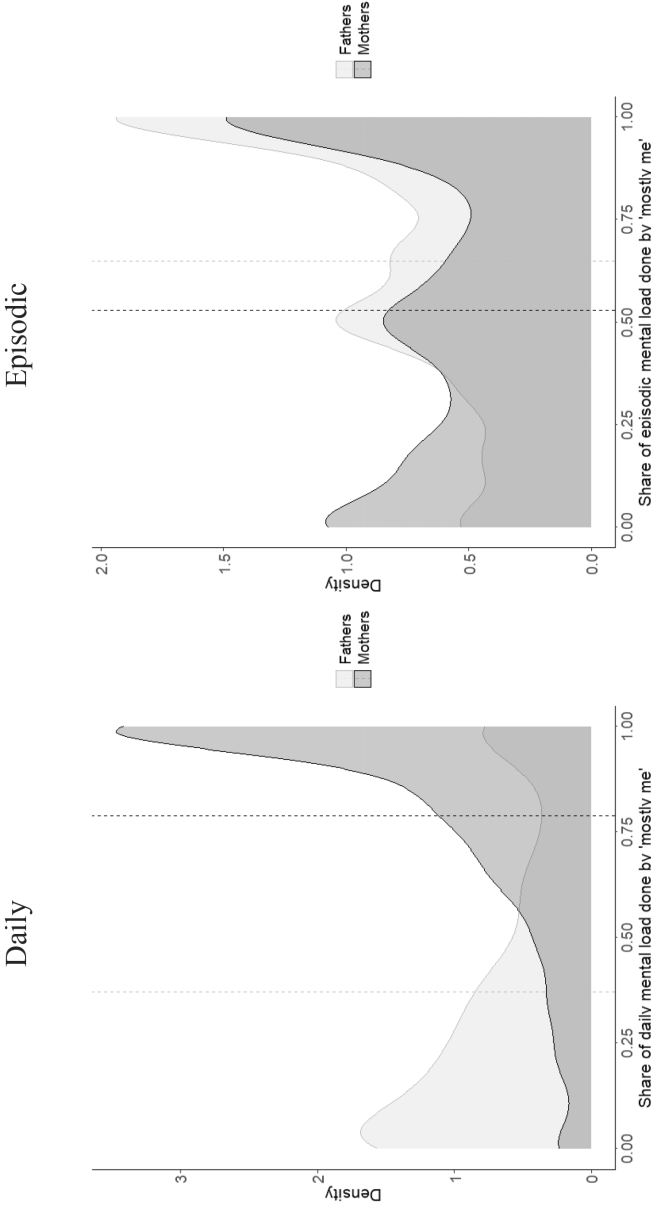 Daily
Density
3
2
1
0
0.00
0.25
0.50
0.75
1.00
Share of daily mental load done by 'mostly me'
Fathers
Mothers
Episodic
Density
2.0
1.5
1.0
0.5
0.0
0.00
0.25
0.50
0.75
1.00
Share of episodic mental load done by 'mostly me'
Fathers
Mothers